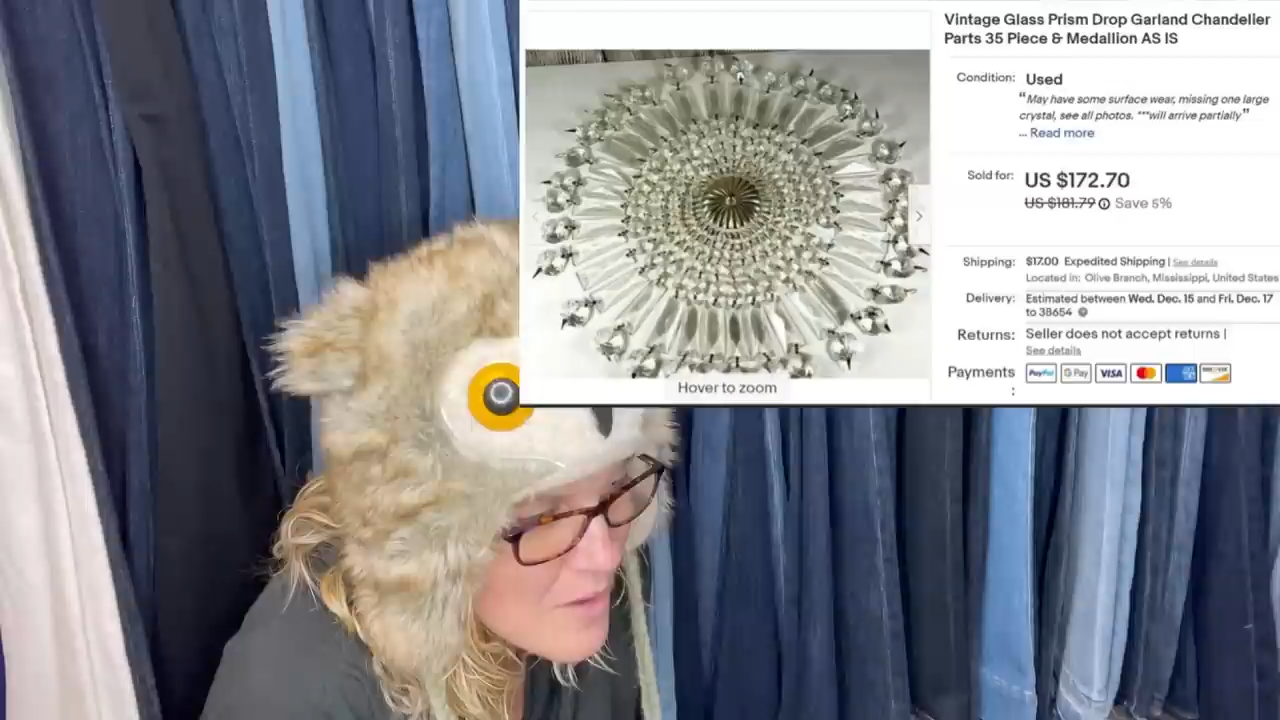 Vintage Glass Prism Drop Garland Chandelier
Parts 35 Piece & Medallion AS IS
Condition: Used
“May have some surface wear, missing one large
crystal, see all photos. ***will arrive partially”
... Read more
Sold for: US $172.70
US $181.79 Save 5%
Shipping: $17.00 Expedited Shipping | See details
Located in: Olive Branch, Mississippi, United States
Delivery: Estimated between Wed. Dec. 15 and Fri. Dec. 17
to 38654
Returns: Seller does not accept returns |
See details
Payments
:
PayPal G Pay VISA
Hover to zoom